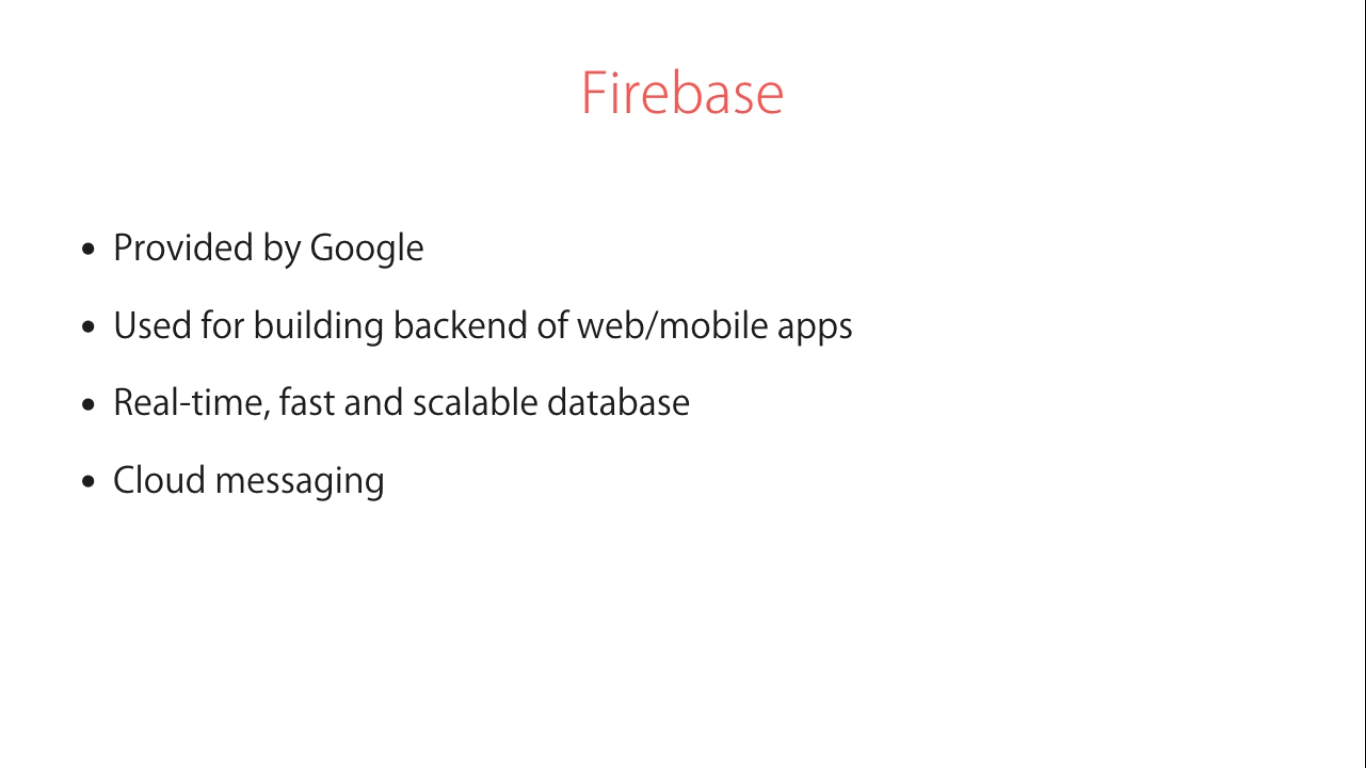 Firebase
• Provided by Google
• Used for building backend of web/mobile apps
• Real-time, fast and scalable database
• Cloud messaging